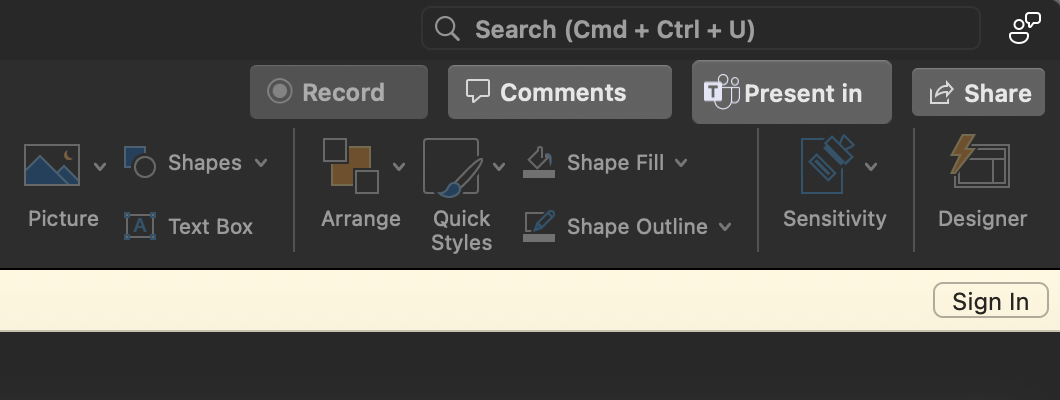 Search (Cmd + Ctrl + U)
Record
Comments
T
Present in
Share
Picture
Shapes
A
Text Box
Arrange
Quick
Styles
Shape Fill
Shape Outline
Sensitivity
Designer
Sign In